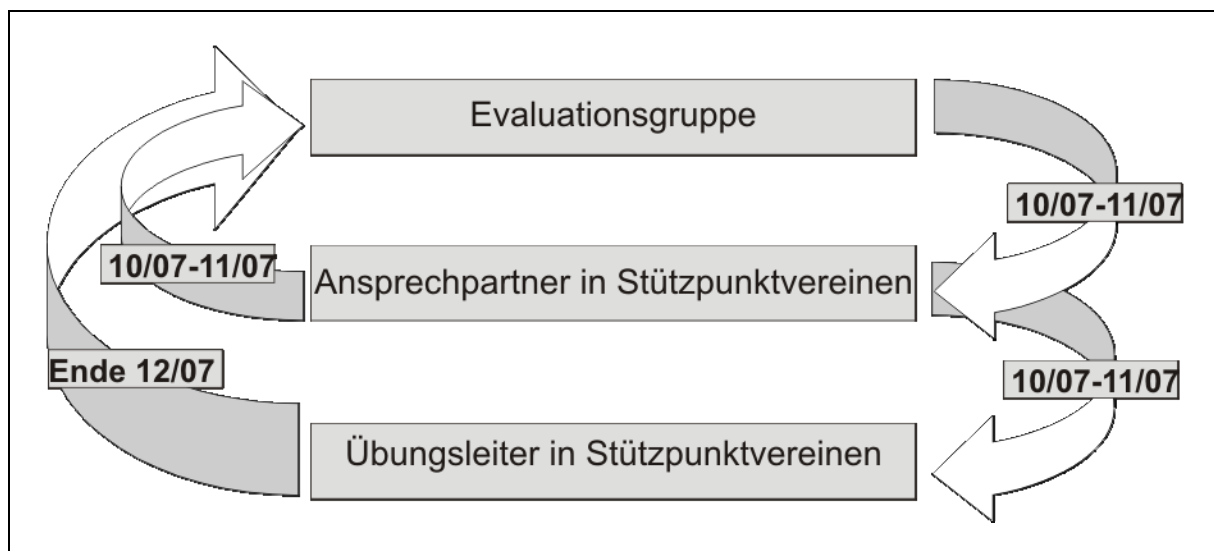 Evaluationsgruppe
10/07-11/07
10/07-11/07
Ansprechpartner in Stützpunktvereinen
Ende 12/07
10/07-11/07
Übungsleiter in Stützpunktvereinen